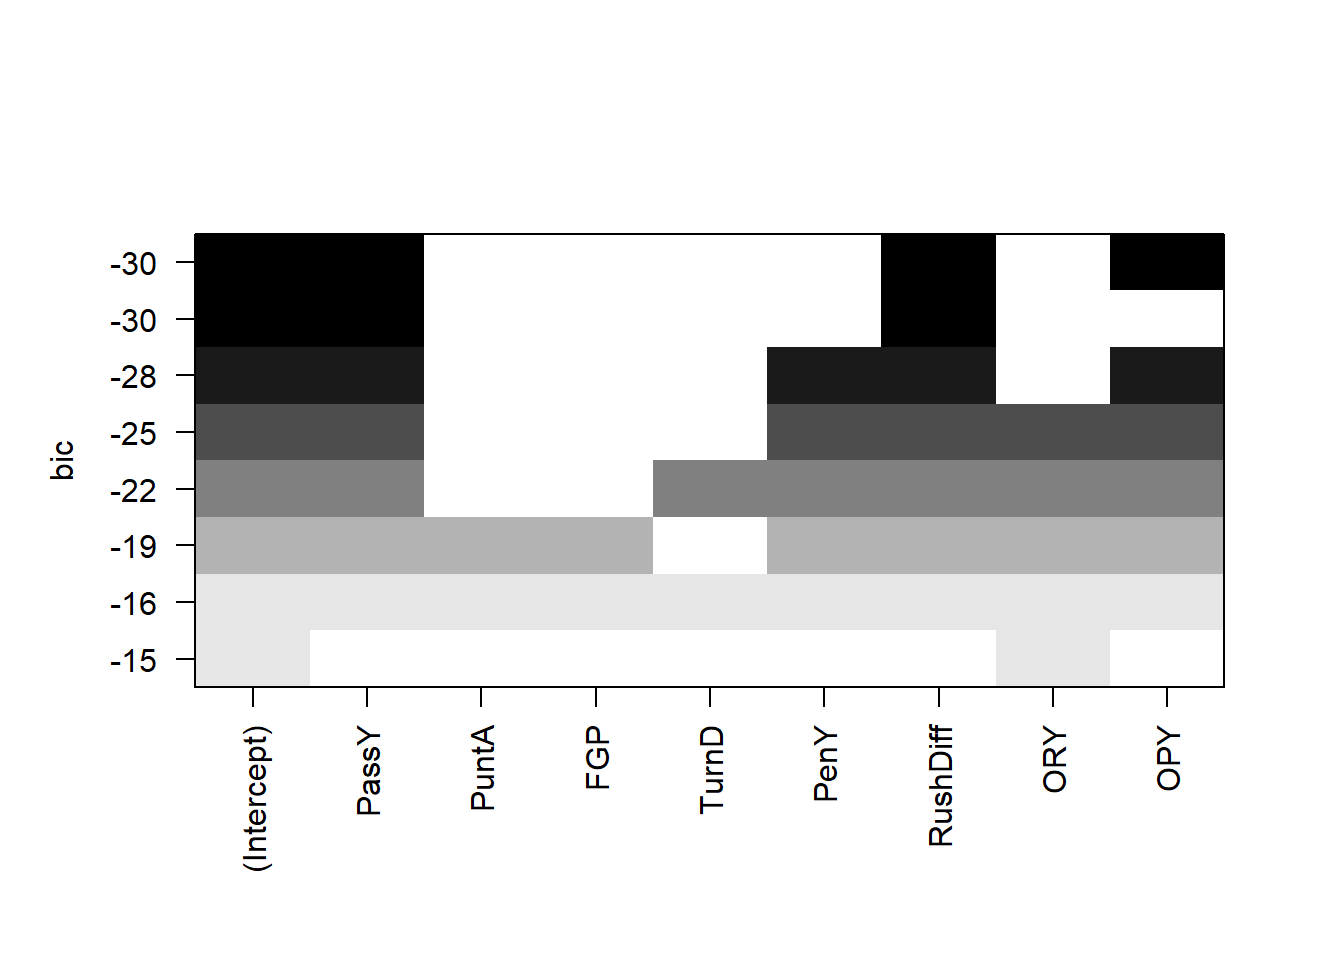 bic
-30
-30
-28
-25
-22
-19
-16
-15
(Intercept)
PassY
PuntA
FGP
TurnD
PenY
RushDiff
ORY
OPY